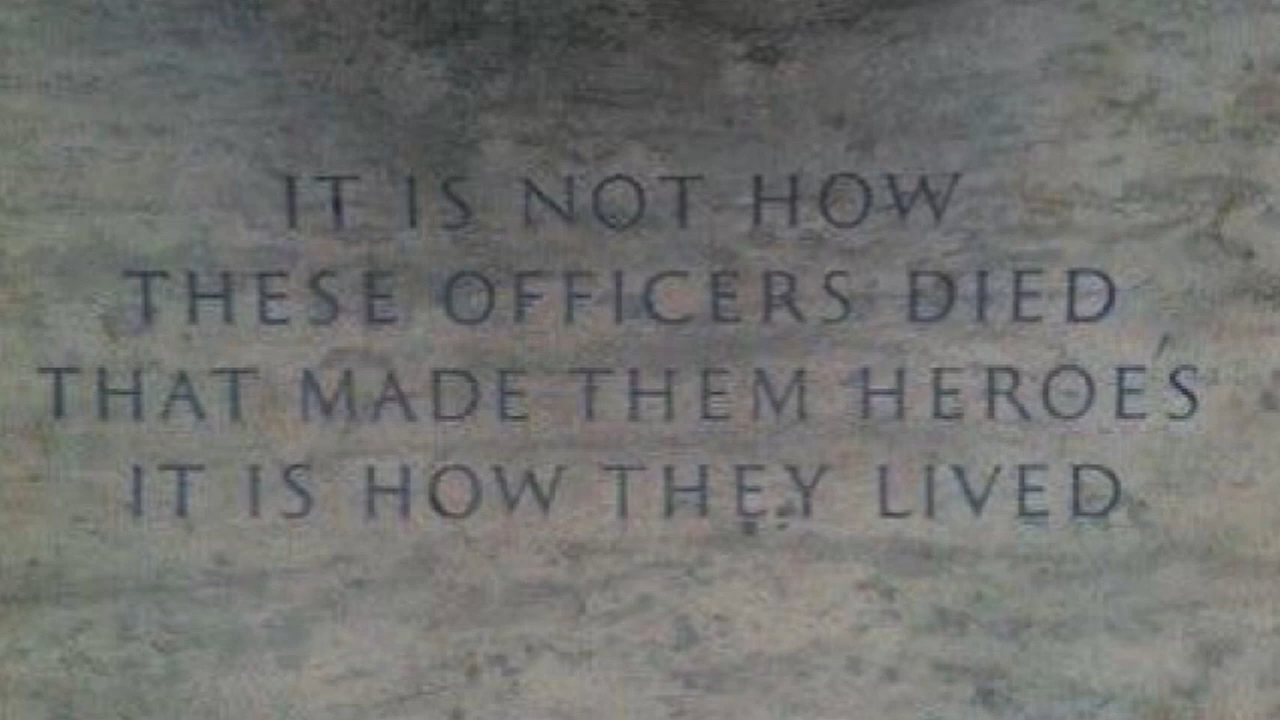 IT IS NOT HOW
THESE OFFICERS DIED
THAT MADE THEM HEROES
IT IS HOW THEY LIVED